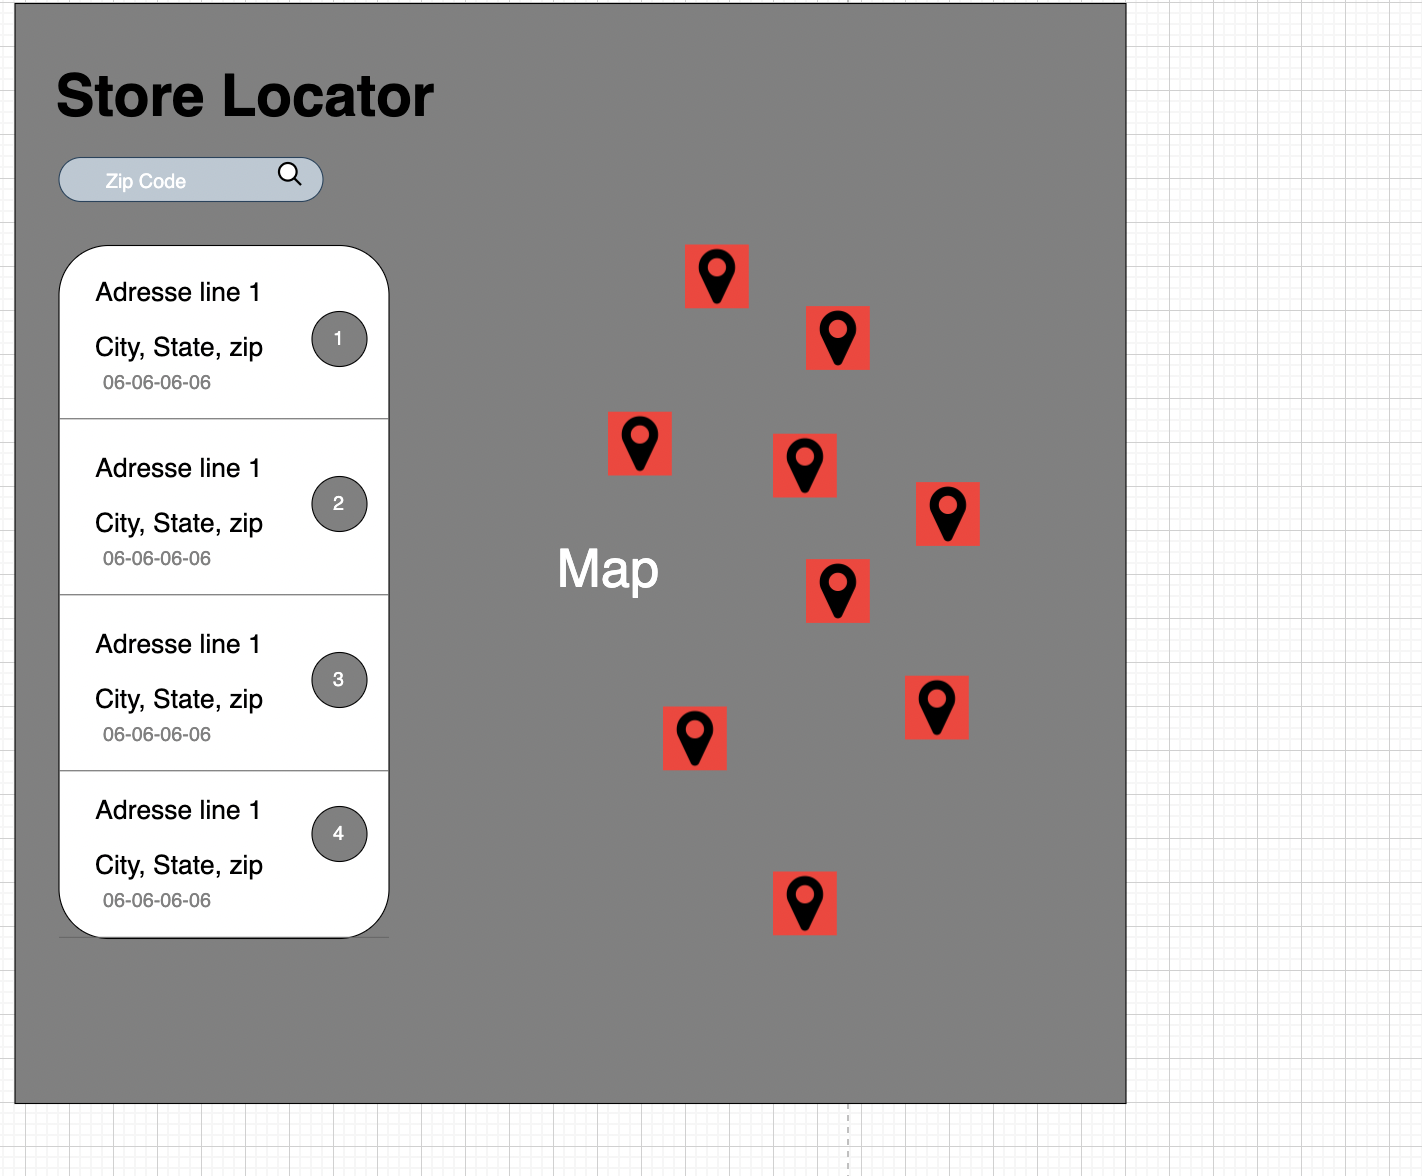 Store Locator
Zip Code
Adresse line 1
City, State, zip
06-06-06-06
1
Adresse line 1
City, State, zip
06-06-06-06
2
Adresse line 1
City, State, zip
06-06-06-06
3
Adresse line 1
City, State, zip
06-06-06-06
4
Map